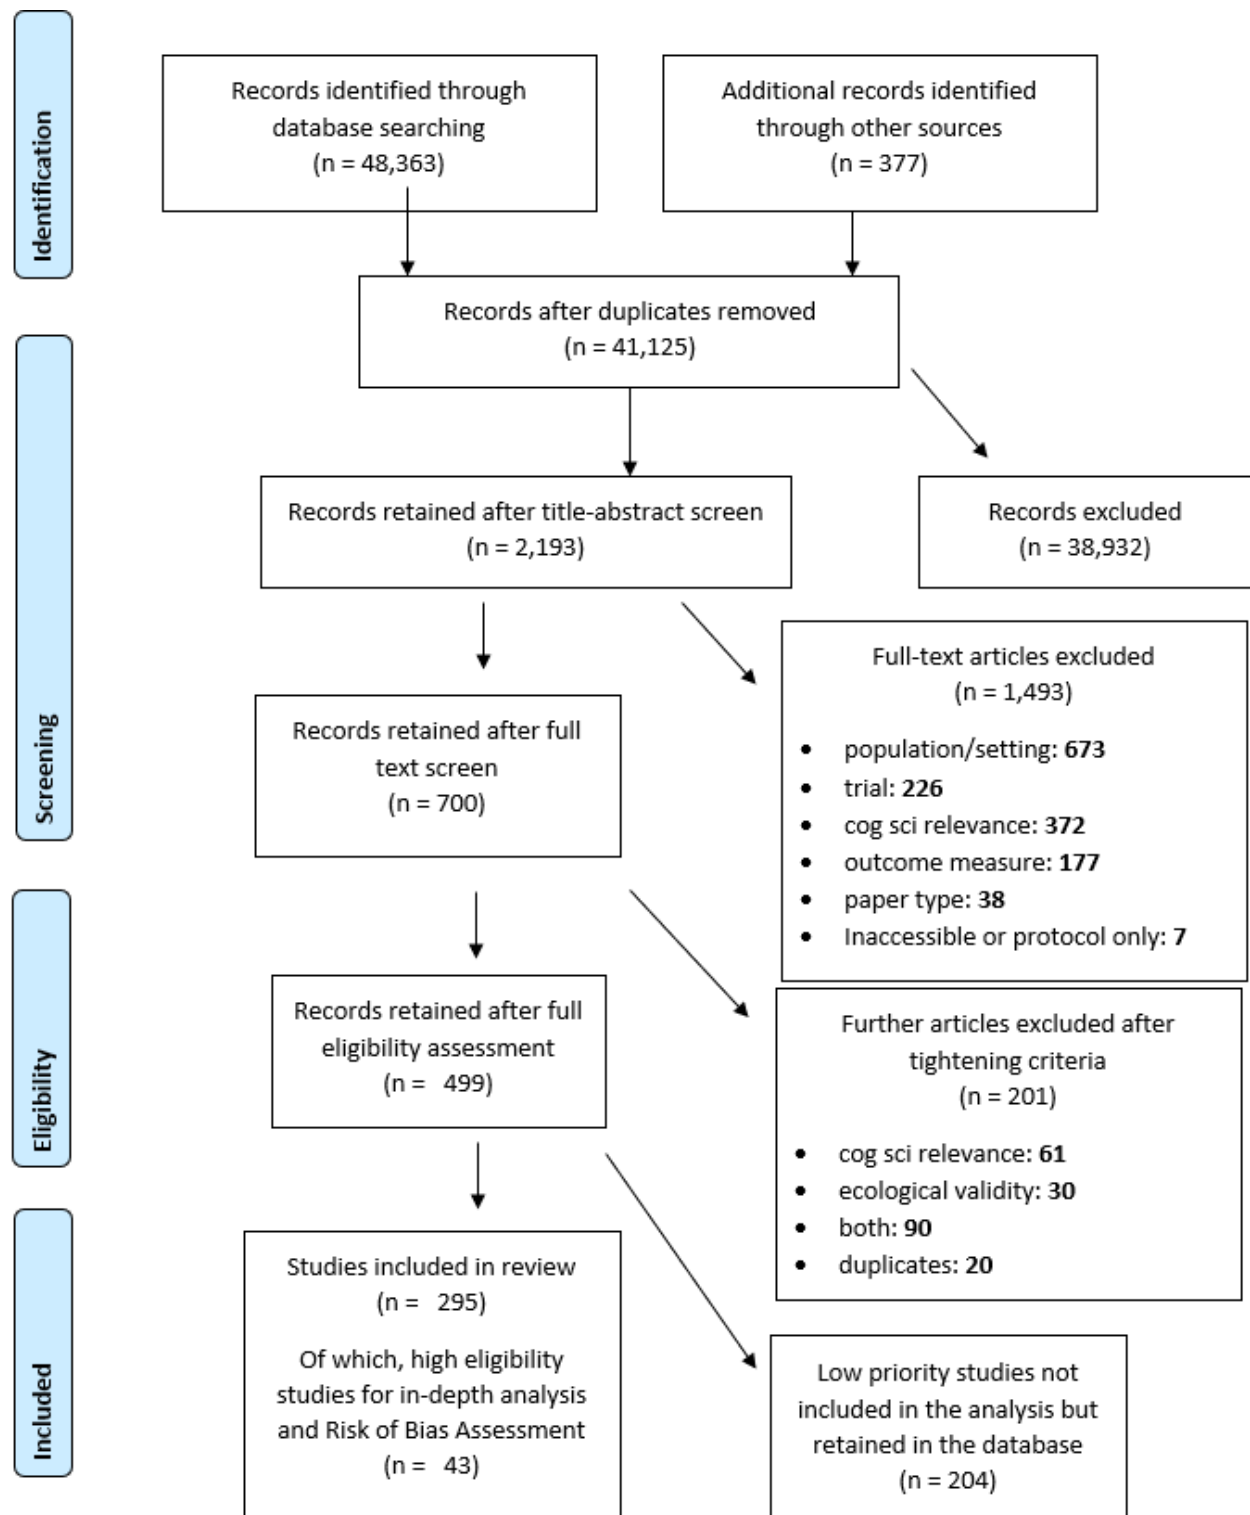 Identification
Records identified through
database searching
(n = 48,363)
Additional records identified
through other sources
(n = 377)
Records after duplicates removed
(n = 41,125)
Screening
Records retained after title-abstract screen
(n = 2,193)
Records excluded
(n = 38,932)
Full-text articles excluded
(n = 1,493)
• population/setting: 673
• trial: 226
• cog sci relevance: 372
• outcome measure: 177
• paper type: 38
• Inaccessible or protocol only: 7
Records retained after full
text screen
(n = 700)
Eligibility
Records retained after full
eligibility assessment
(n = 499)
Further articles excluded after
tightening criteria
(n = 201)
• cog sci relevance: 61
• ecological validity: 30
• both: 90
• duplicates: 20
Included
Studies included in review
(n = 295)
Of which, high eligibility
studies for in-depth analysis
and Risk of Bias Assessment
(n = 43)
Low priority studies not
included in the analysis but
retained in the database
(n = 204)